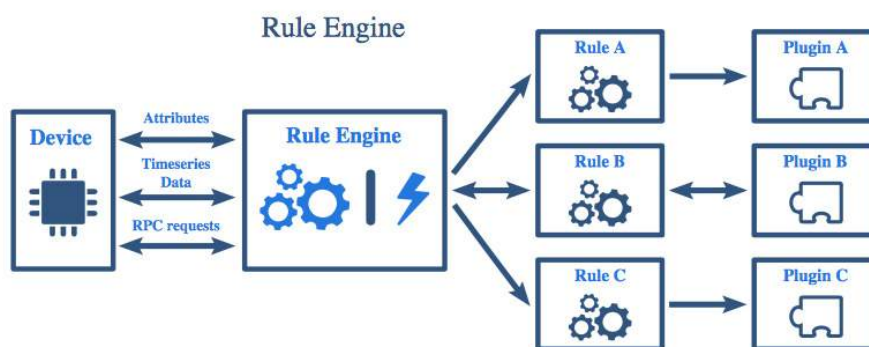 Rule Engine
Device
Attributes
Timeseries
Data
RPC requests
Rule Engine
Rule A
Plugin A
Rule B
Plugin B
Rule C
Plugin C